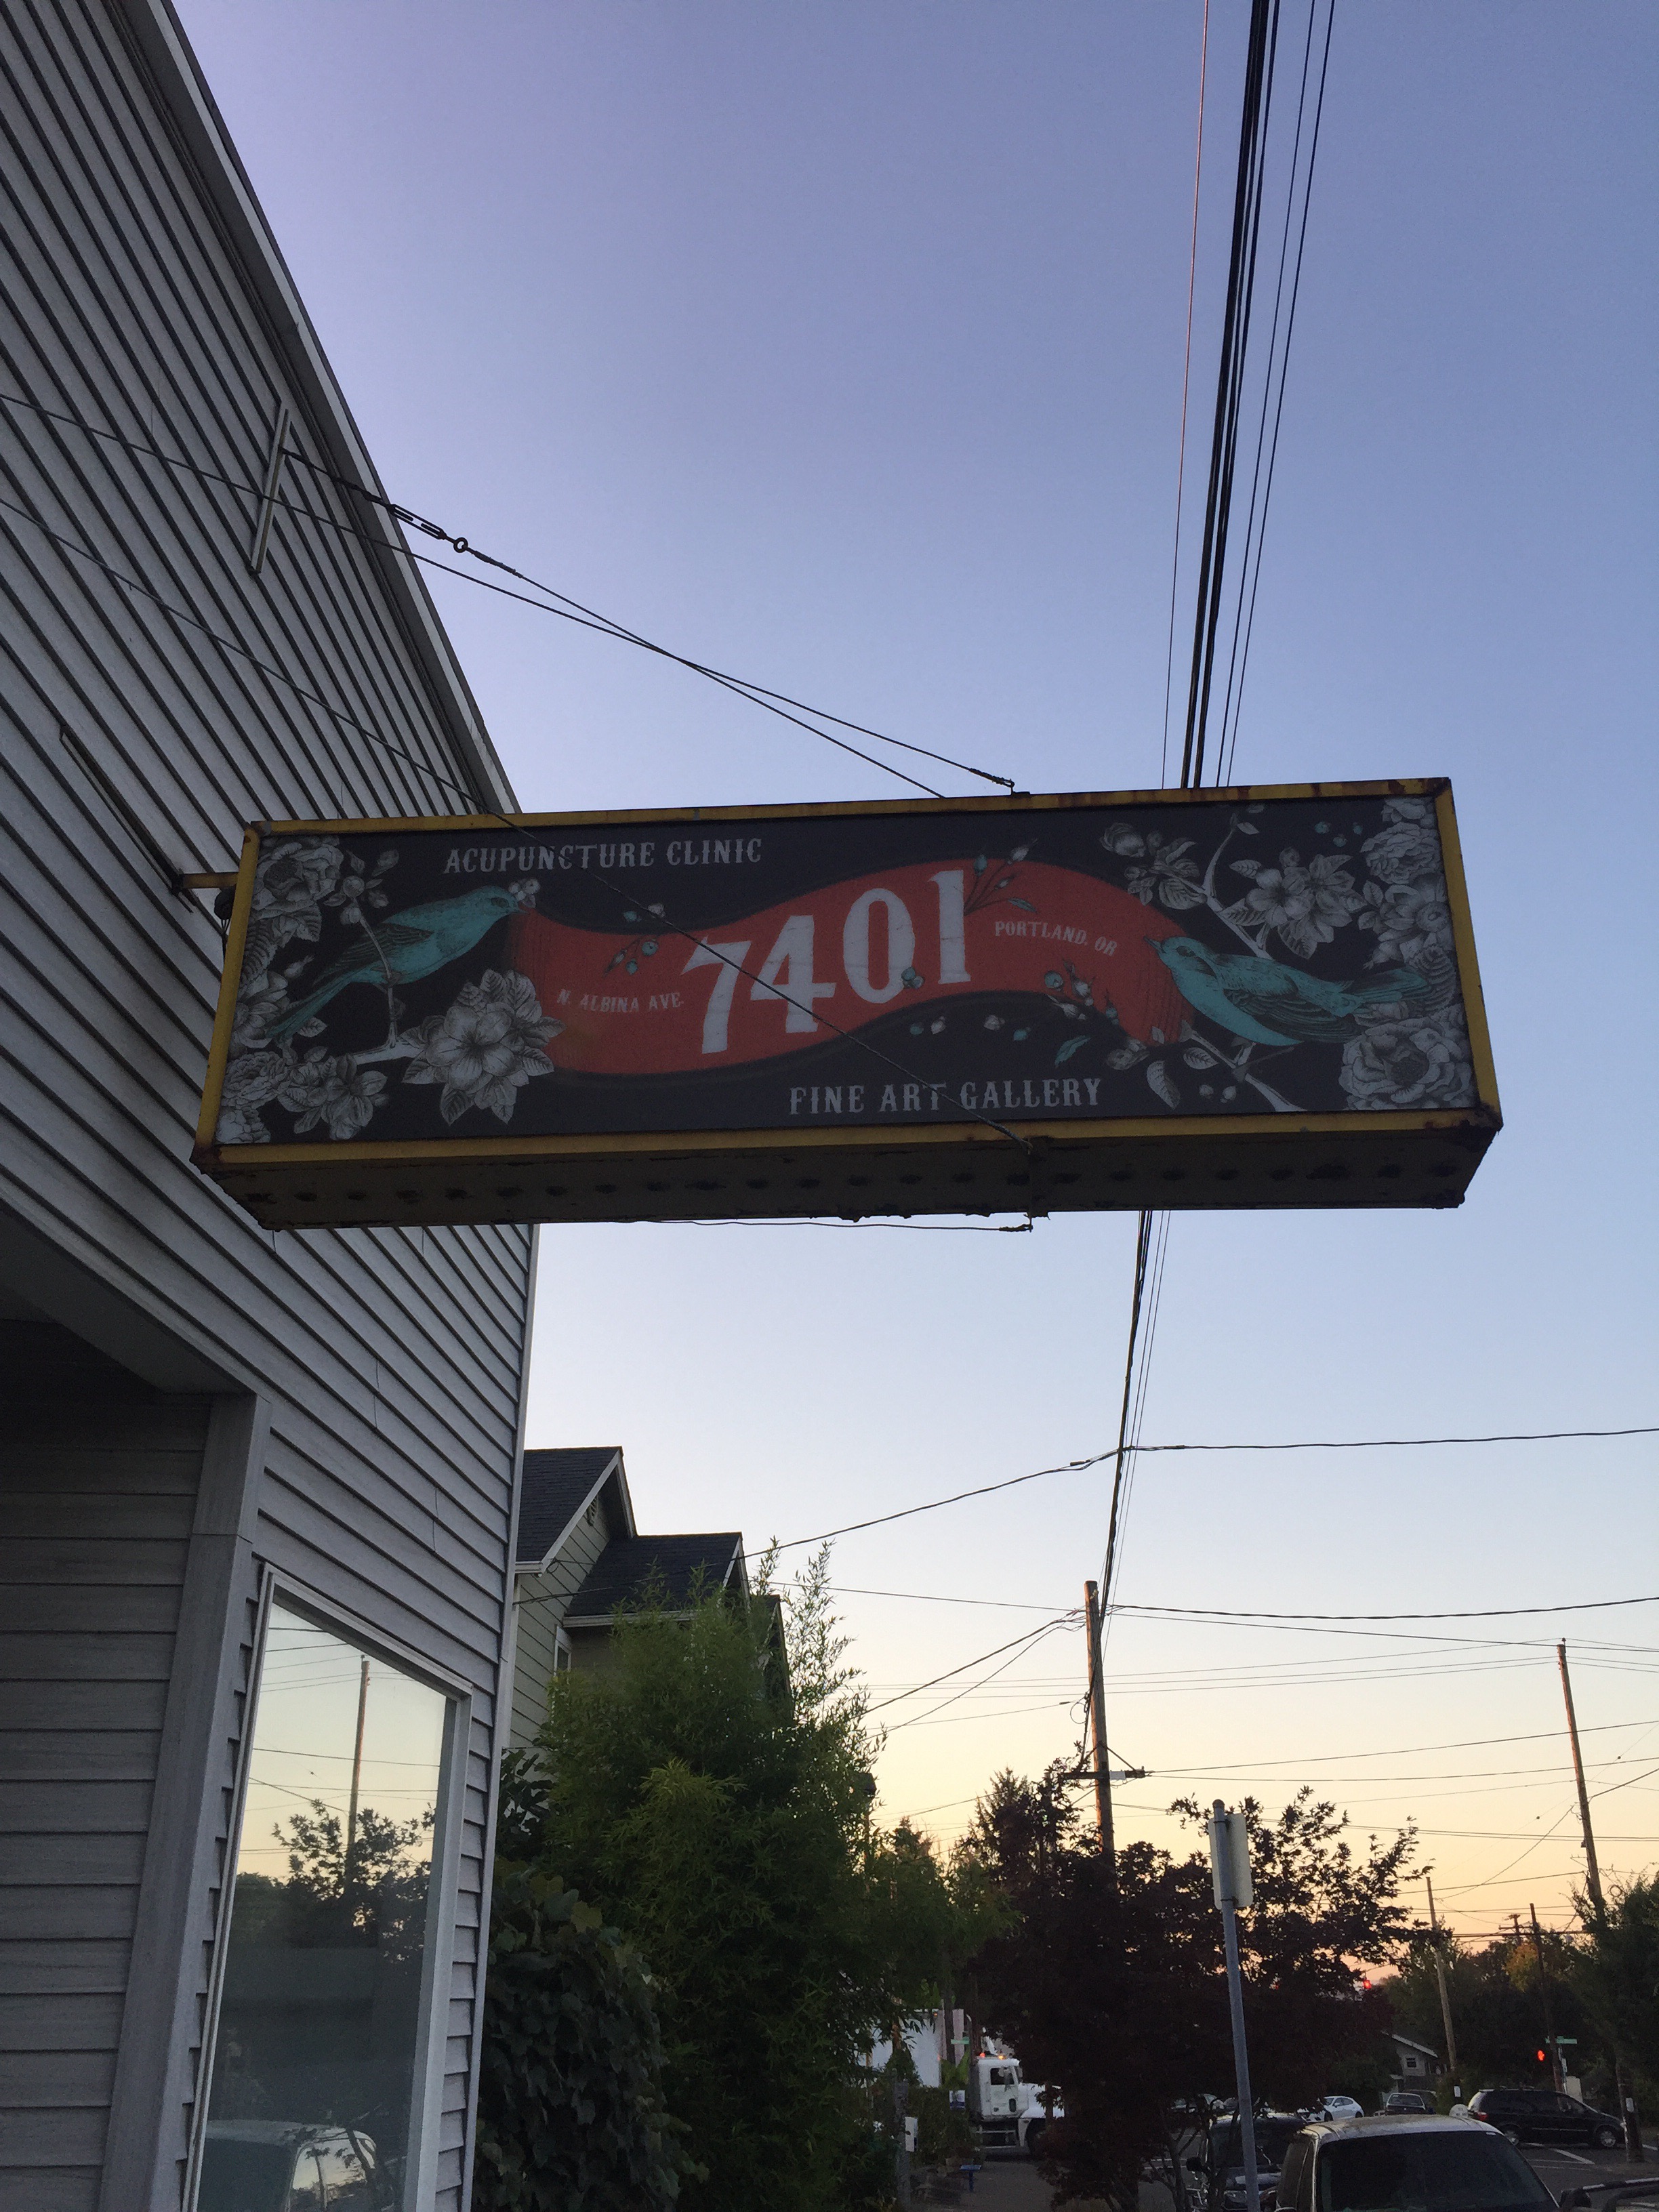 ACUPUNCTURE CLINIC
N. ALBINA AVE.
7401
PORTLAND, OR
FINE ART GALLERY